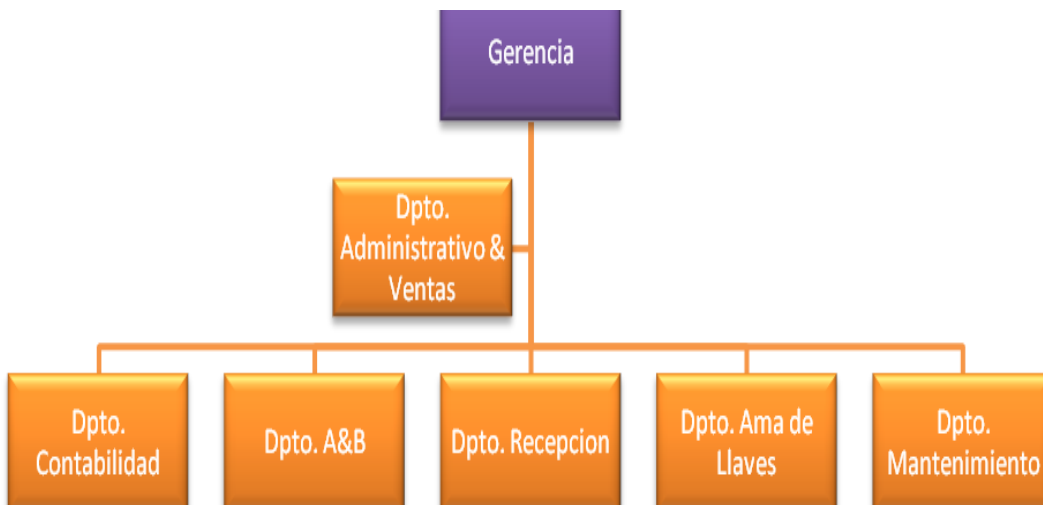 Gerencia
Dpto.
Administrativo &
Ventas
Dpto.
Contabilidad
Dpto. A&B
Dpto. Recepcion
Dpto. Ama de
Llaves
Dpto.
Mantenimiento